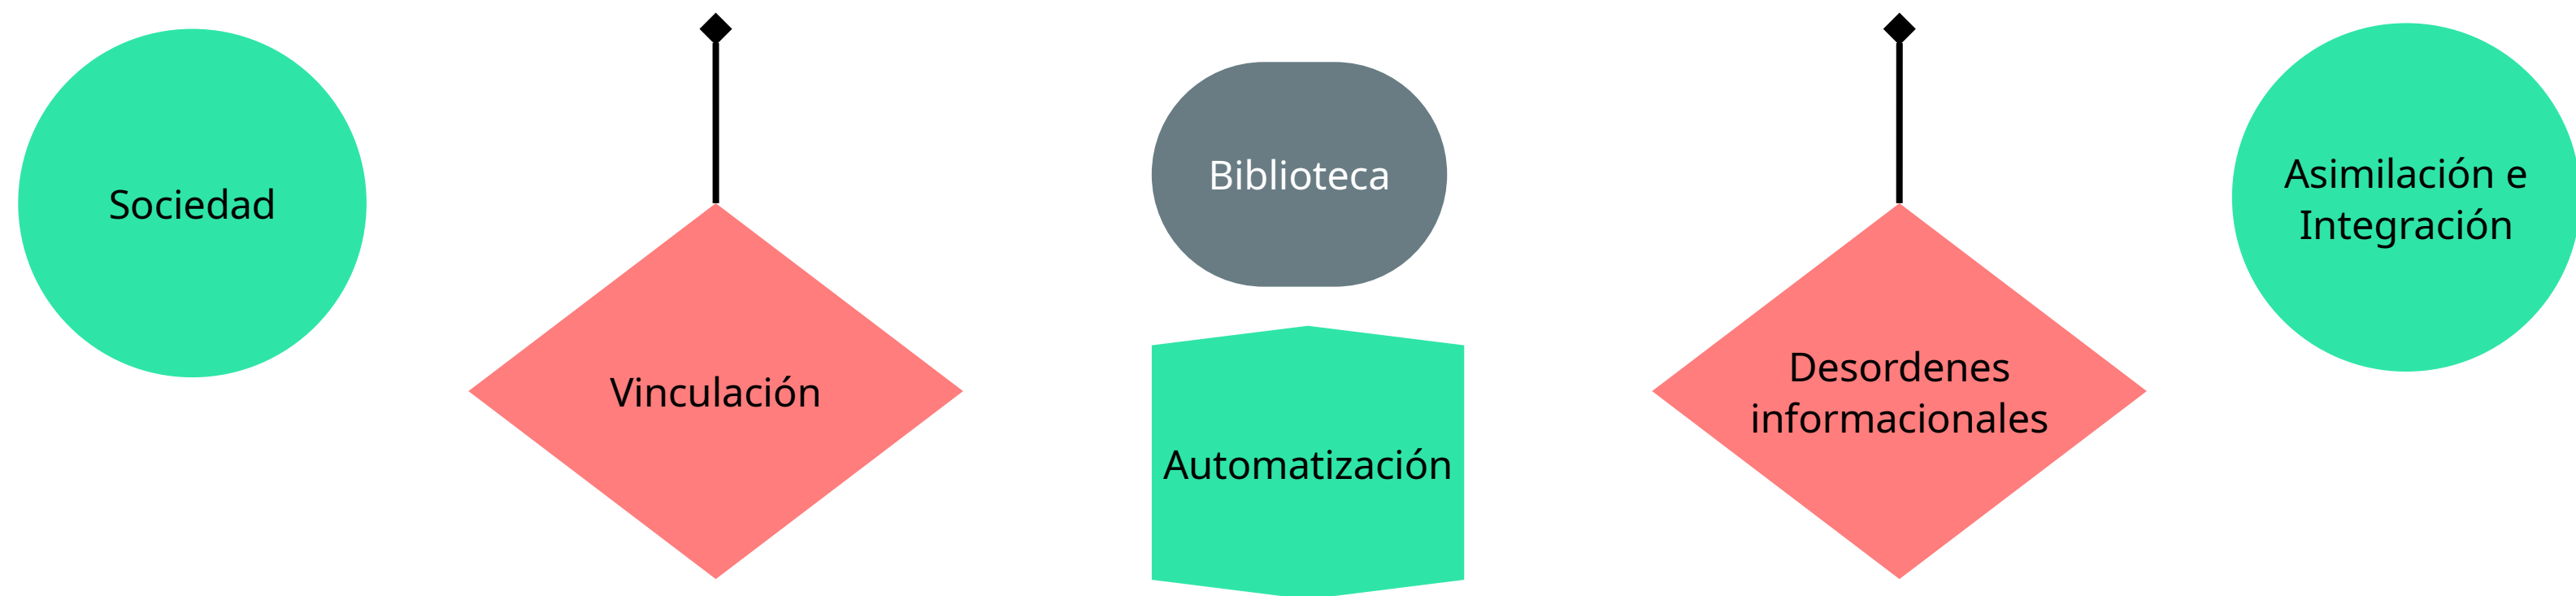 Sociedad
Vinculación
Biblioteca
Automatización
Desordenes
informacionales
Asimilación e
Integración